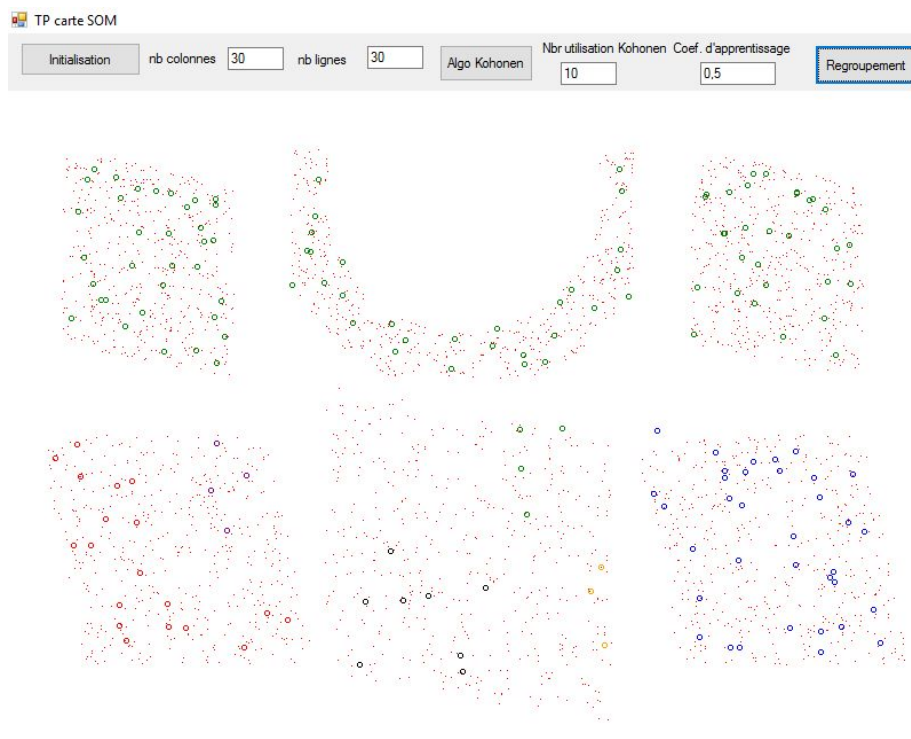 TP carte SOM
Nbr utilisation Kohonen Coef. d'apprentissage
Initialisation nb colonnes 30 nb lignes 30 Algo Kohonen 10 0,5 Regroupement